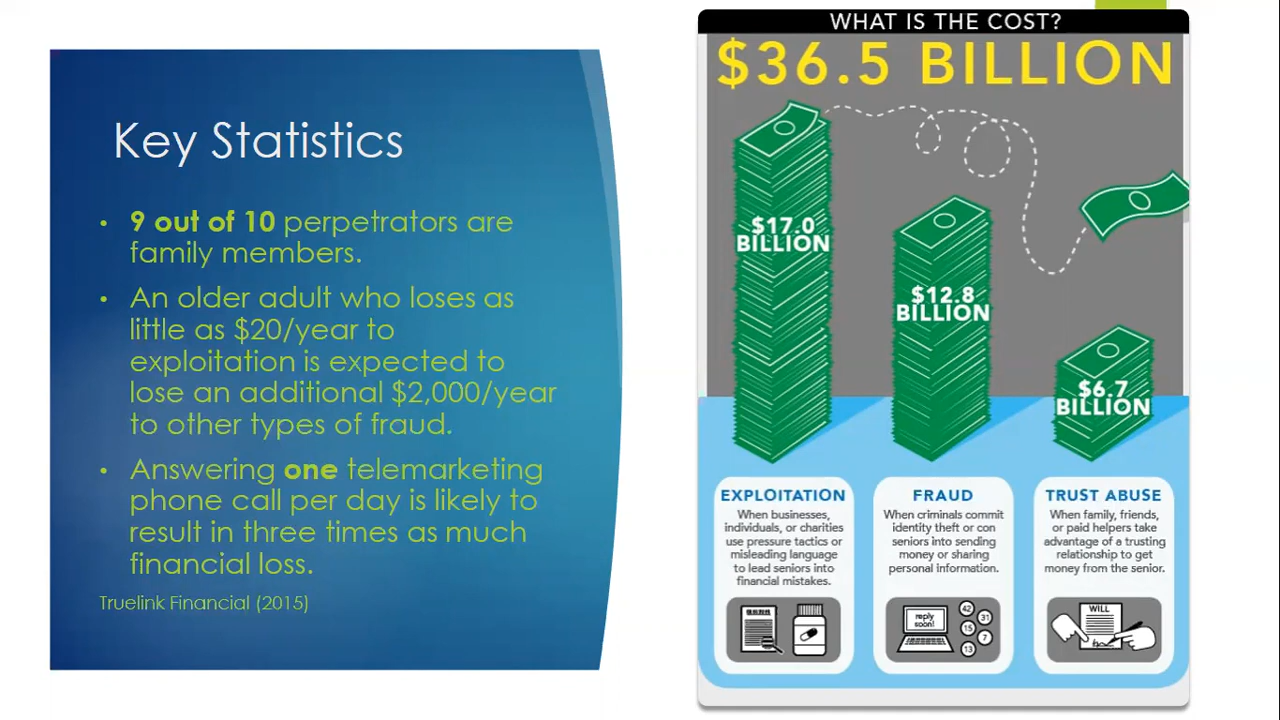 Key Statistics
• 9 out of 10 perpetrators are
family members.
• An older adult who loses as
little as $20/year to
exploitation is expected to
lose an additional $2,000/year
to other types of fraud.
• Answering one telemarketing
phone call per day is likely to
result in three times as much
financial loss.
Truelink Financial (2015)
WHAT IS THE COST?
$36.5 BILLION
$17.0
BILLION
$12.8
BILLION
$6.7
BILLION
EXPLOITATION
When businesses,
individuals, or charities
use pressure tactics or
misleading language
to lead seniors into
financial mistakes.
FRAUD
When criminals commit
identity theft or con
seniors into sending
money or sharing
personal information.
reply
soon!
42
31
15
7
13
TRUST ABUSE
When family, friends,
or paid helpers take
advantage of a trusting
relationship to get
money from the senior.
WILL